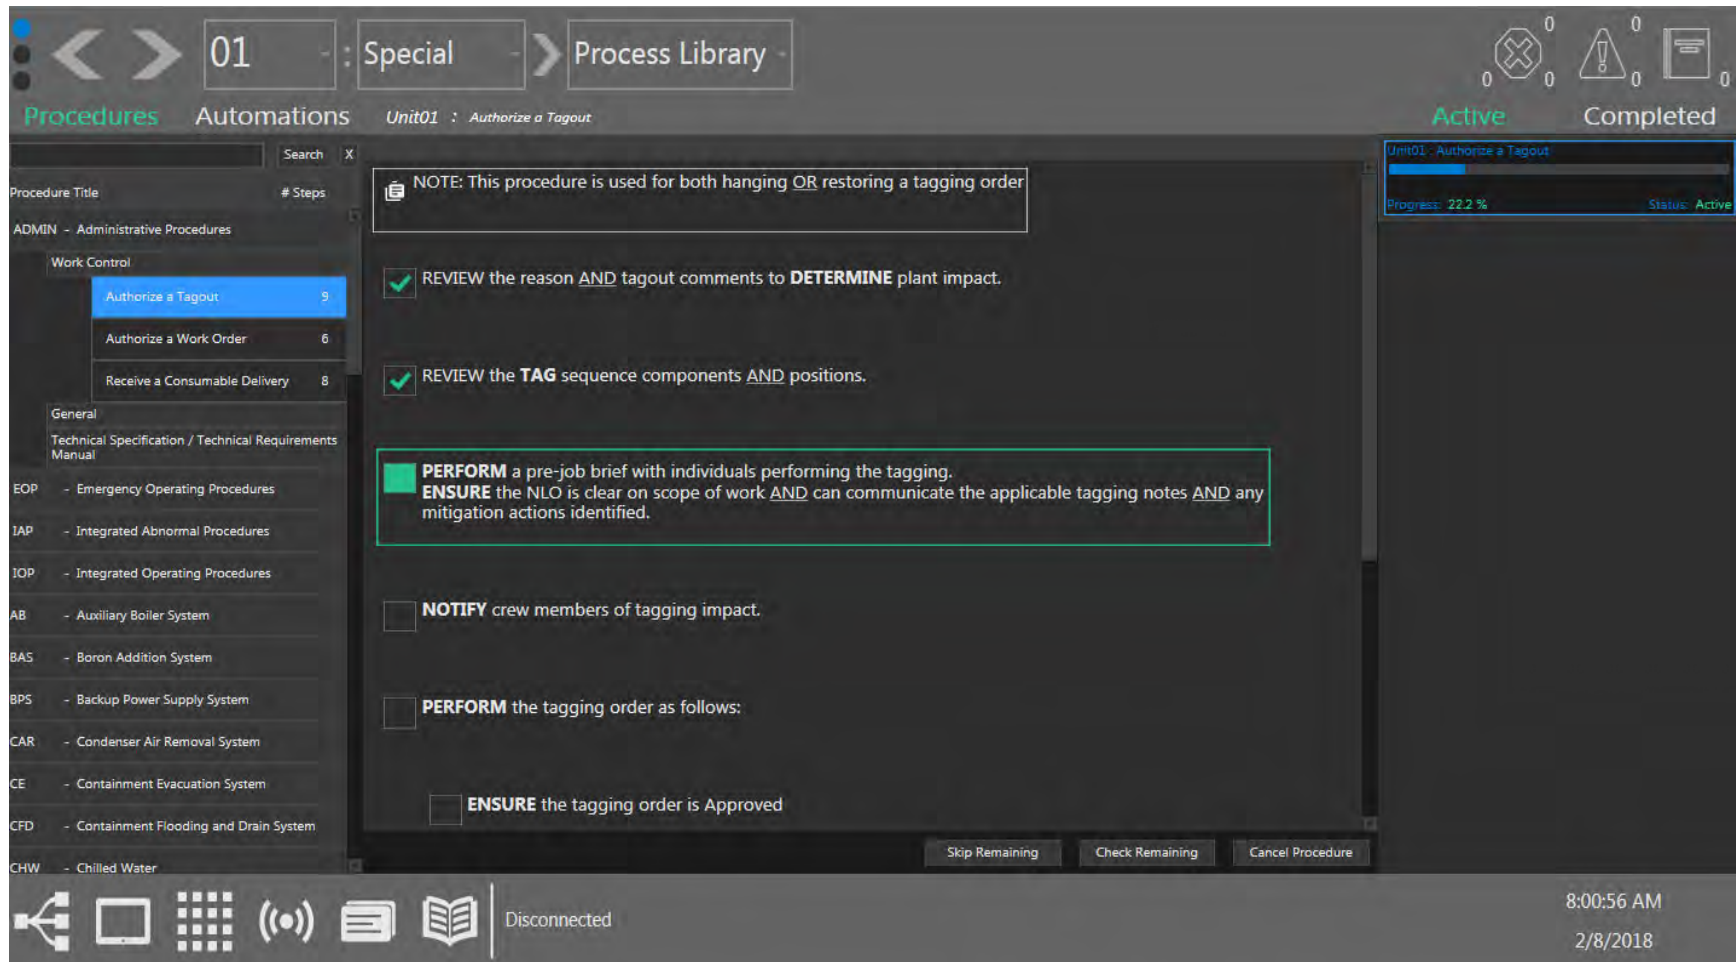 01 : Special Process Library
0 0
0 0 0 0
Procedures Automations Unit01 : Authorize a Tagout Active Completed
Search X
Procedure Title # Steps
ADMIN - Administrative Procedures
Work Control
Authorize a Tagout 9
Authorize a Work Order 6
Receive a Consumable Delivery 8
General
Technical Specification / Technical Requirements
Manual
EOP - Emergency Operating Procedures
IAP - Integrated Abnormal Procedures
IOP - Integrated Operating Procedures
AB - Auxiliary Boiler System
BAS - Boron Addition System
BPS - Backup Power Supply System
CAR - Condenser Air Removal System
CE - Containment Evacuation System
CFD - Containment Flooding and Drain System
CHW - Chilled Water
NOTE: This procedure is used for both hanging OR restoring a tagging order
REVIEW the reason AND tagout comments to DETERMINE plant impact.
REVIEW the TAG sequence components AND positions.
PERFORM a pre-job brief with individuals performing the tagging.
ENSURE the NLO is clear on scope of work AND can communicate the applicable tagging notes AND any
mitigation actions identified.
NOTIFY crew members of tagging impact.
PERFORM the tagging order as follows:
ENSURE the tagging order is Approved
Skip Remaining Check Remaining Cancel Procedure
Unit01 : Authorize a Tagout
Progress: 22.2 % Status: Active
Disconnected
8:00:56 AM
2/8/2018